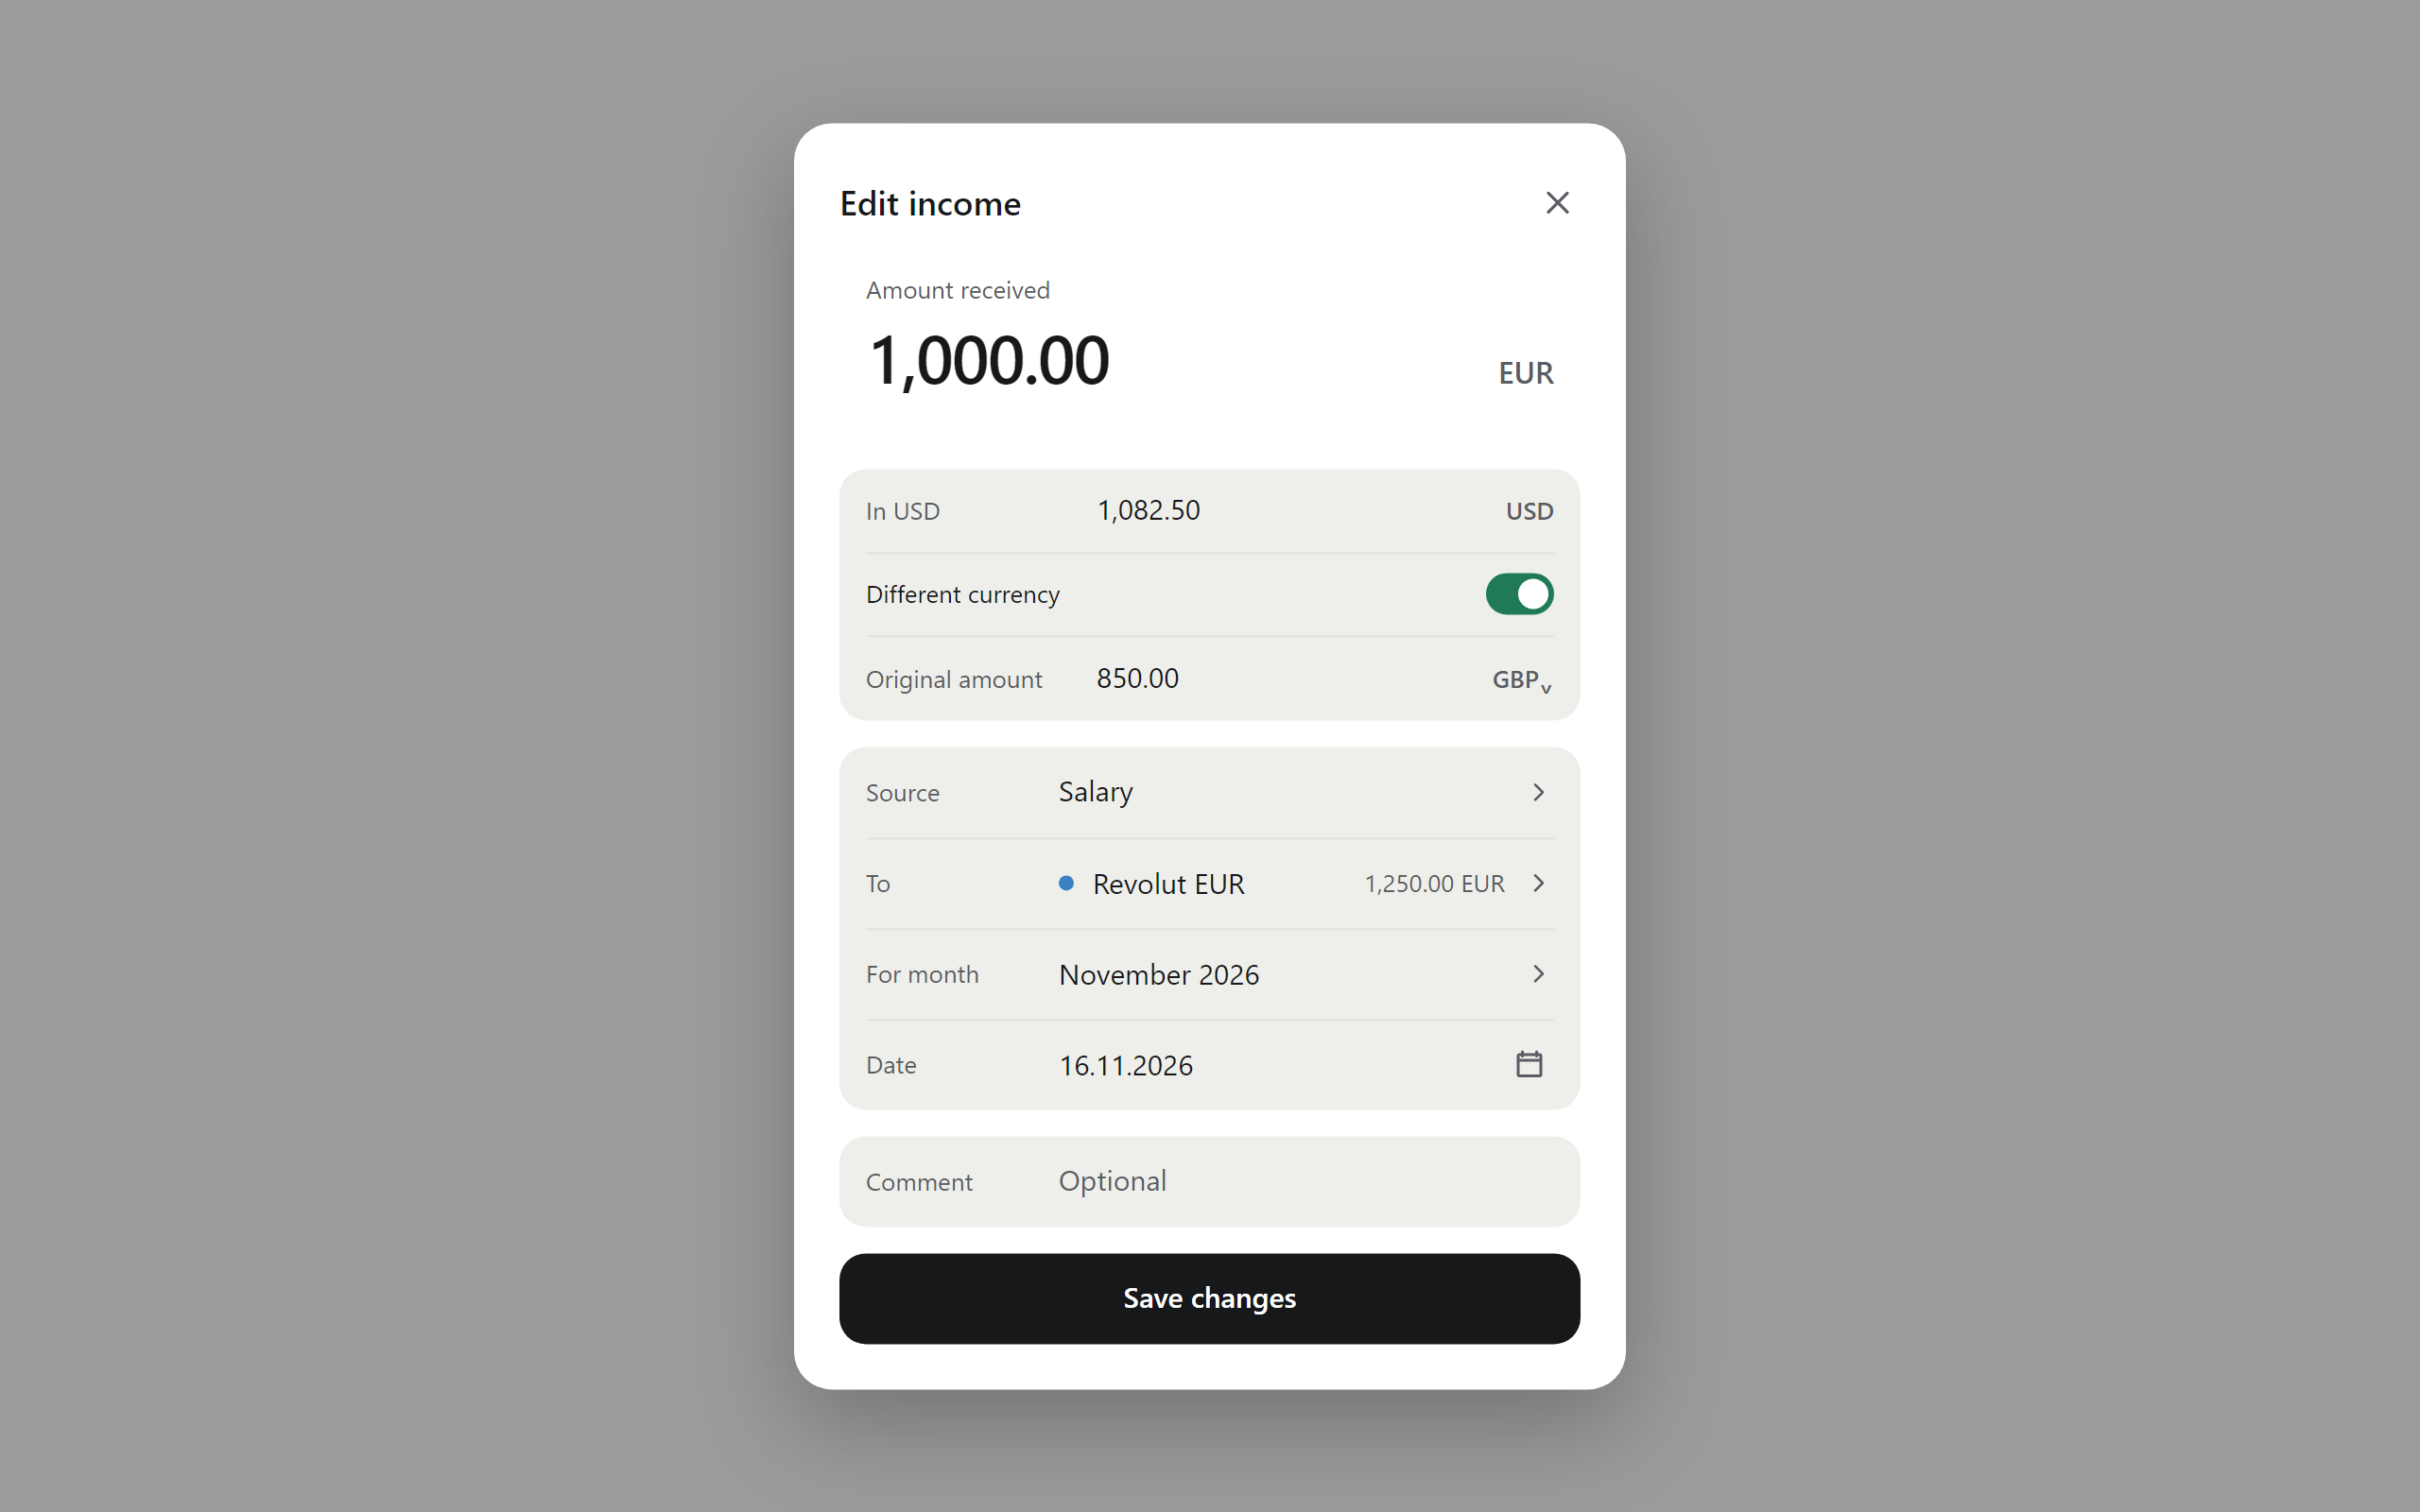 Edit income
Amount received
1,000.00 EUR
In USD 1,082.50 USD
Different currency
Original amount 850.00 GBP
Source Salary
To Revolut EUR 1,250.00 EUR
For month November 2026
Date 16.11.2026
Comment Optional
Save changes